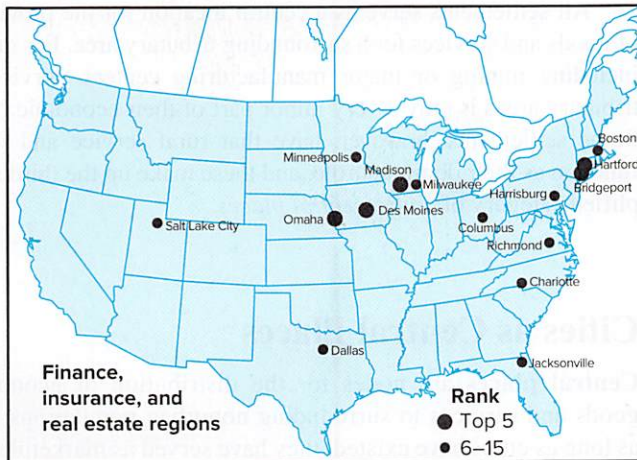 Boston
Minneapolis
Hartford
Madison
Milwaukee
Bridgeport
Harrisburg
Des Moines
Omaha
Columbus
Salt Lake City
Richmond
Charlotte
Dallas
Jacksonville
Finance,
insurance, and
real estate regions
Rank
Top 5
6–15